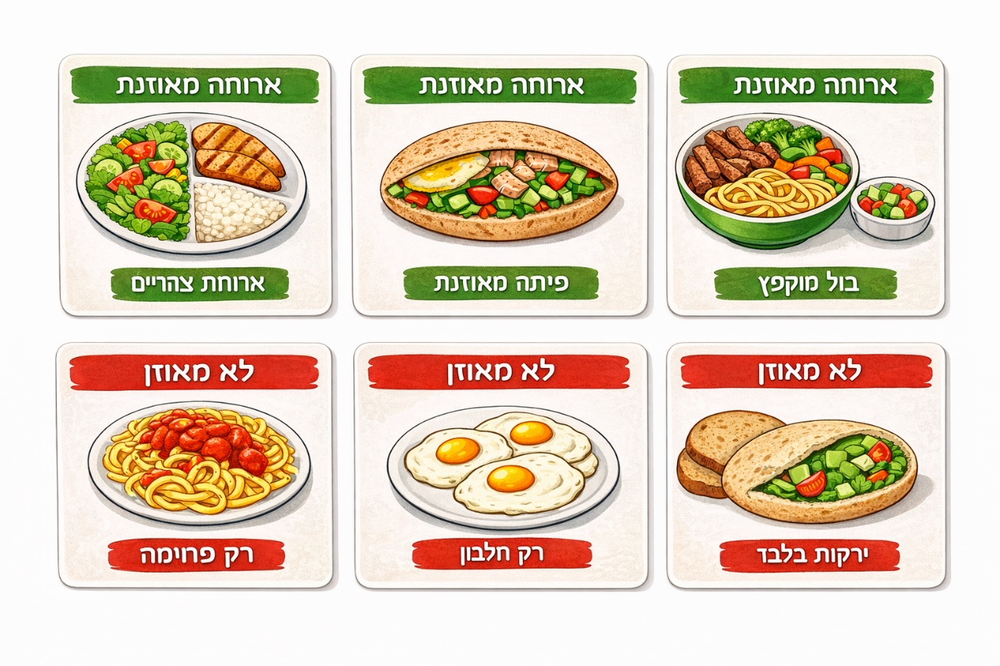 ארוחה מאוזנת
ארוחת צהריים
ארוחה מאוזנת
פיתה מאוזנת
ארוחה מאוזנת
בול מוקפץ
לא מאוזן
רק פחיימה
לא מאוזן
רק חלבון
לא מאוזן
ירקות בלבד